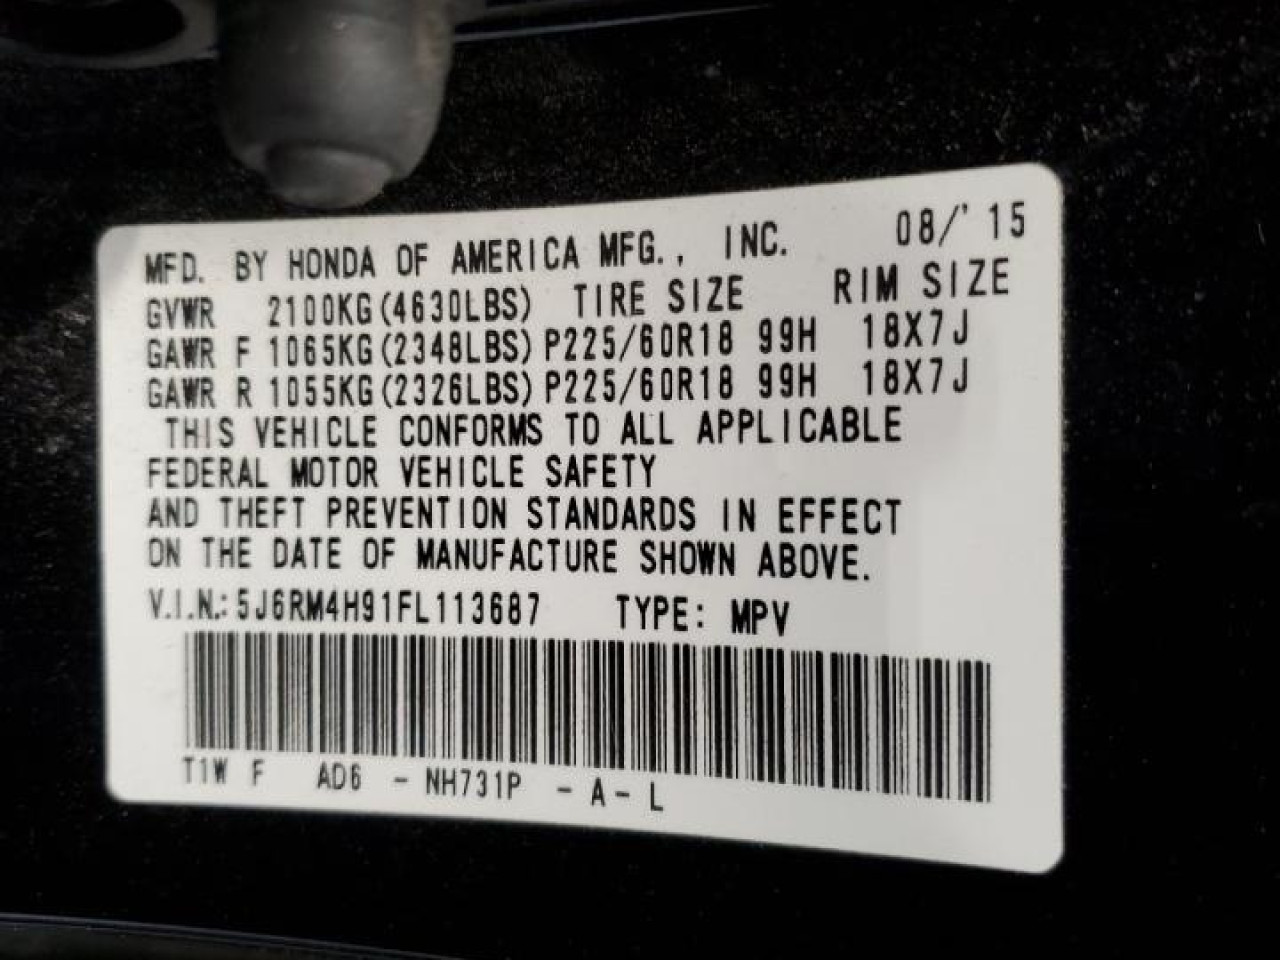 MFD. BY HONDA OF AMERICA MFG., INC. 08/'15
GVWR 2100KG(4630LBS) TIRE SIZE RIM SIZE
GAWR F 1065KG(2348LBS) P225/60R18 99H 18X7J
GAWR R 1055KG(2326LBS) P225/60R18 99H 18X7J
THIS VEHICLE CONFORMS TO ALL APPLICABLE
FEDERAL MOTOR VEHICLE SAFETY
AND THEFT PREVENTION STANDARDS IN EFFECT
ON THE DATE OF MANUFACTURE SHOWN ABOVE.
V.I.N.: 5J6RM4H91FL113687 TYPE: MPV
T1W F AD6 - NH731P - A - L